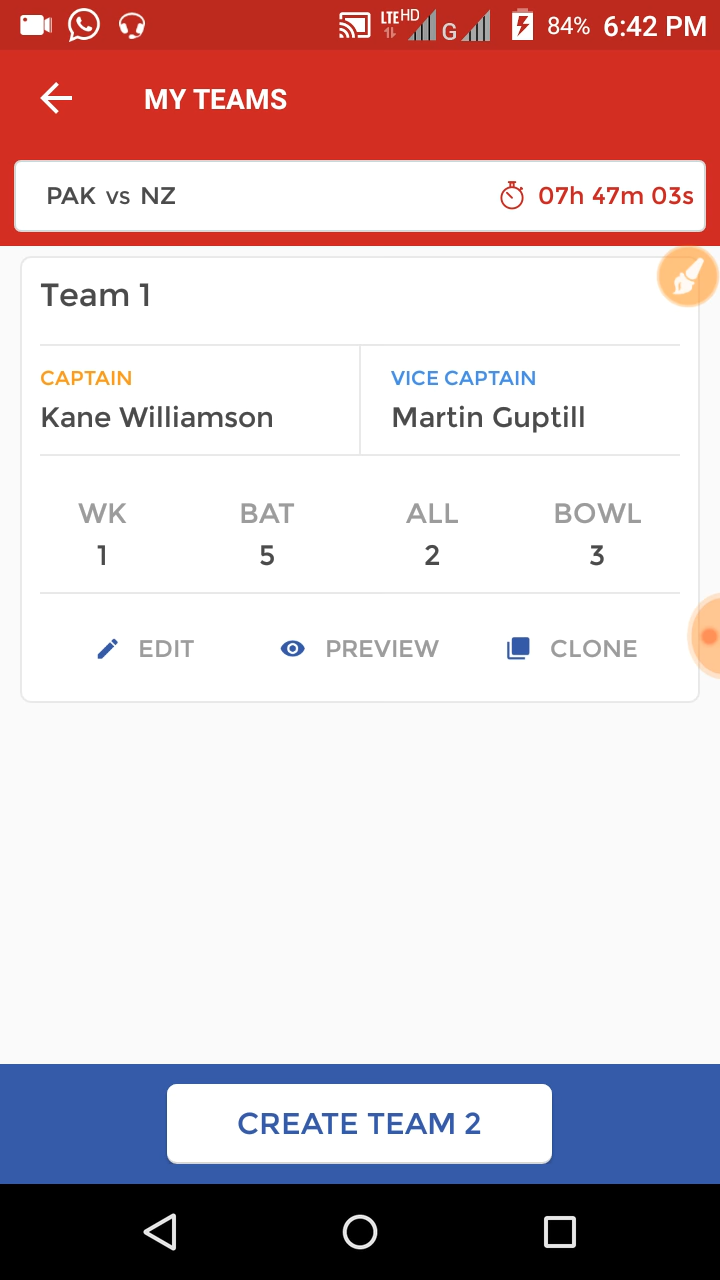 LTE HD G 84% 6:42 PM
MY TEAMS
PAK vs NZ 07h 47m 03s
Team 1
CAPTAIN VICE CAPTAIN
Kane Williamson Martin Guptill
WK BAT ALL BOWL
1 5 2 3
EDIT PREVIEW CLONE
CREATE TEAM 2